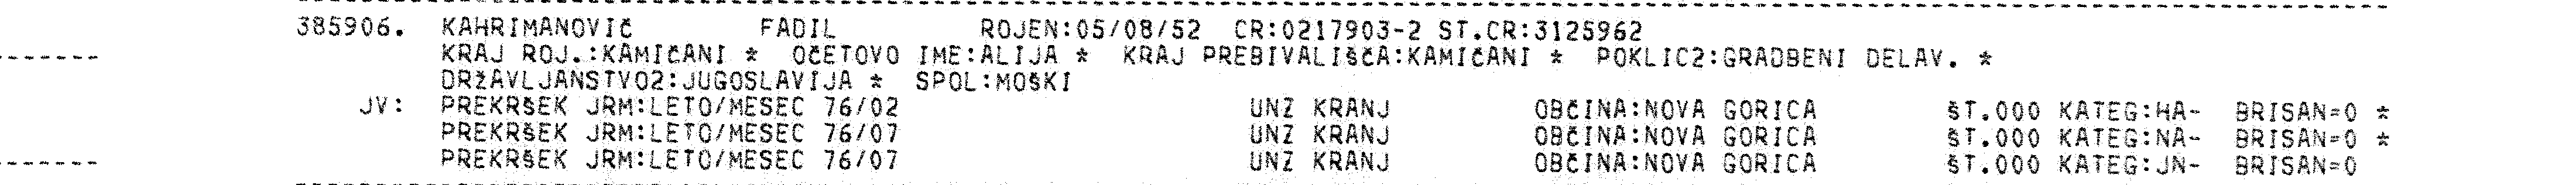 385906. KAHRIMANOVIČ FADIL ROJEN:05/08/52 CR:0217903-2 ST.CR:3125962
KRAJ ROJ.:KAMIČANI * OČETOVO IME:ALIJA * KRAJ PREBIVALIŠČA:KAMIČANI * POKLIC2:GRADBENI DELAV. *
DRŽAVLJANSTVO2:JUGOSLAVIJA * SPOL:MOŠKI
JV: PREKRŠEK JRM:LETO/MESEC 76/02 UNZ KRANJ OBČINA:NOVA GORICA ŠT.000 KATEG:HA- BRISAN=0 *
PREKRŠEK JRM:LETO/MESEC 76/07 UNZ KRANJ OBČINA:NOVA GORICA ŠT.000 KATEG:NA- BRISAN=0 *
PREKRŠEK JRM:LETO/MESEC 76/07 UNZ KRANJ OBČINA:NOVA GORICA ŠT.000 KATEG:JN- BRISAN=0